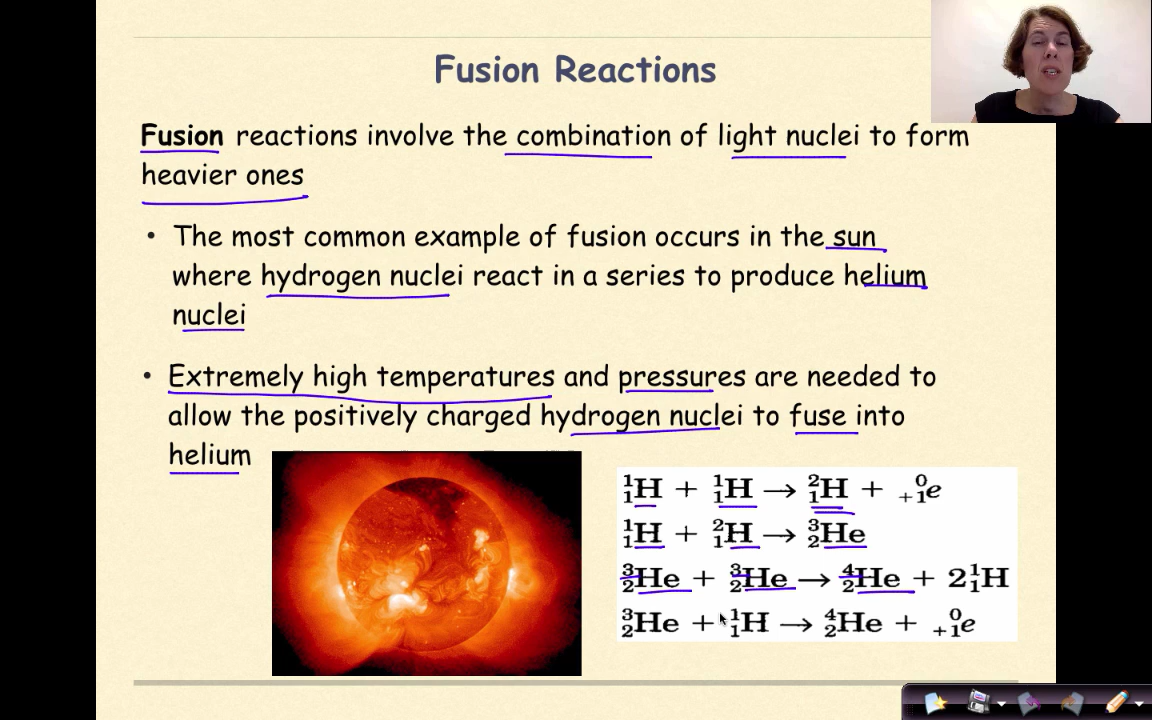 Fusion Reactions
Fusion reactions involve the combination of light nuclei to form
heavier ones
• The most common example of fusion occurs in the sun
where hydrogen nuclei react in a series to produce helium
nuclei
• Extremely high temperatures and pressures are needed to
allow the positively charged hydrogen nuclei to fuse into
helium
¹₁H + ¹₁H → ²₁H + ⁰₊₁e
¹₁H + ²₁H → ³₂He
³₂He + ³₂He → ⁴₂He + 2¹₁H
³₂He + ¹₁H → ⁴₂He + ⁰₊₁e